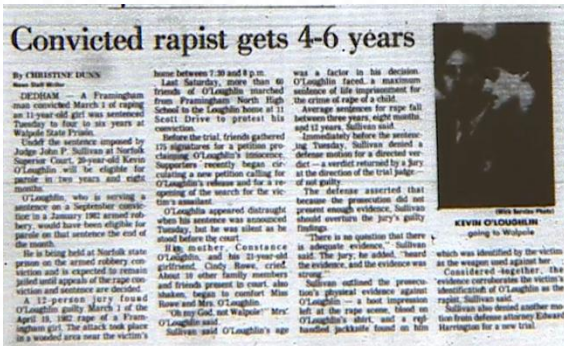 Convicted rapist gets 4-6 years
By CHRISTINE DUNN
News Staff Writer
DEDHAM — A Framingham
man convicted March 1 of raping
an 11-year-old girl was sentenced
Tuesday to four to six years at
Walpole State Prison.
Under the sentence imposed by
Judge John P. Sullivan at Norfolk
Superior Court, 20-year-old Kevin
O'Loughlin will be eligible for
parole in two years and eight
months.
O'Loughlin, who is serving a
sentence on a September convic-
tion in a January 1982 armed rob-
bery, would have been eligible for
parole on that sentence the end of
the month.
He is being held at Norfolk state
prison on the armed robbery con-
viction and is expected to remain
jailed until appeals of the rape con-
viction and sentence are decided.
A 12-person jury found
O'Loughlin guilty March 1 of the
April 19, 1982 rape of a Fram-
ingham girl. The attack took place
in a wooded area near the victim's
home between 7:30 and 8 p.m.
Last Saturday, more than 60
friends of O'Loughlin marched
from Framingham North High
School to the Loughlin home at 11
Scott Drive to protest his
conviction.
Before the trial, friends gathered
175 signatures for a petition pro-
claiming O'Loughlin's innocence.
Supporters recently began cir-
culating a new petition calling for
O'Loughlin's release and for a re-
opening of the search for the vic-
tim's assailant.
O'Loughlin appeared distraught
when his sentence was announced
Tuesday, but he was silent as he
stood before the court.
His mother, Constance
O'Loughlin, and his 21-year-old
girlfriend, Cindy Rowe, cried.
About 10 other family members
and friends present in court, also
shaken, began to comfort Miss
Rowe and Mrs. O'Loughlin.
"Oh my God, not Walpole!" Mrs.
O'Loughlin said.
Sullivan said O'Loughlin's age
was a factor in his decision.
O'Loughlin faced a maximum
sentence of life imprisonment for
the crime of rape of a child.
Average sentences for rape fall
between three years, eight months,
and 12 years, Sullivan said.
Immediately before the sentenc-
ing Tuesday, Sullivan denied a
defense motion for a directed ver-
dict — a verdict returned by a jury
at the direction of the trial judge —
of not guilty.
The defense asserted that
because the prosecution did not
present enough evidence, Sullivan
should overturn the jury's guilty
findings.
"There is no question that there
is adequate evidence," Sullivan
said. The jury, he added, "heard
the evidence, and the evidence was
strong."
Sullivan outlined the prosecu-
tion's physical evidence against
O'Loughlin — a boot impression
left at the rape scene, blood on
O'Loughlin's shirt, and a red-
handled jackknife found on him
(Wire Service Photo)
KEVIN O'LOUGHLIN
going to Walpole
which was identified by the victim
as the weapon used against her.
Considered together, the
evidence corroborates the victim's
identification of O'Loughlin as the
rapist, Sullivan said.
Sullivan also denied another mo-
tion from defense attorney Edward
Harrington for a new trial.